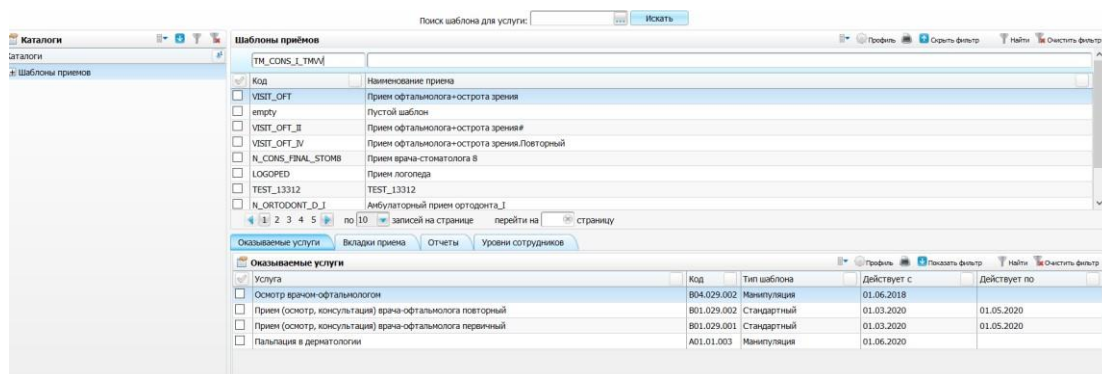 Поиск шаблона для услуги: ... Искать
Каталоги
Каталоги
Шаблоны приемов
Шаблоны приёмов Профиль Скрыть фильтр Найти Очистить фильтр
TM_CONS_I_TMVV
Код Наименование приема
VISIT_OFT Прием офтальмолога+острота зрения
empty Пустой шаблон
VISIT_OFT_II Прием офтальмолога+острота зрения#
VISIT_OFT_IV Прием офтальмолога+острота зрения.Повторный
N_CONS_FINAL_STOM8 Прием врача-стоматолога 8
LOGOPED Прием логопеда
TEST_13312 TEST_13312
N_ORTODONT_D_I Амбулаторный прием ортодонта_I
1 2 3 4 5 по 10 записей на странице перейти на страницу
Оказываемые услуги Вкладки приема Отчеты Уровни сотрудников
Оказываемые услуги Профиль Показать фильтр Найти Очистить фильтр
Услуга Код Тип шаблона Действует с Действует по
Осмотр врачом-офтальмологом B04.029.002 Манипуляция 01.06.2018
Прием (осмотр, консультация) врача-офтальмолога повторный B01.029.002 Стандартный 01.03.2020 01.05.2020
Прием (осмотр, консультация) врача-офтальмолога первичный B01.029.001 Стандартный 01.03.2020 01.05.2020
Пальпация в дерматологии A01.01.003 Манипуляция 01.06.2020